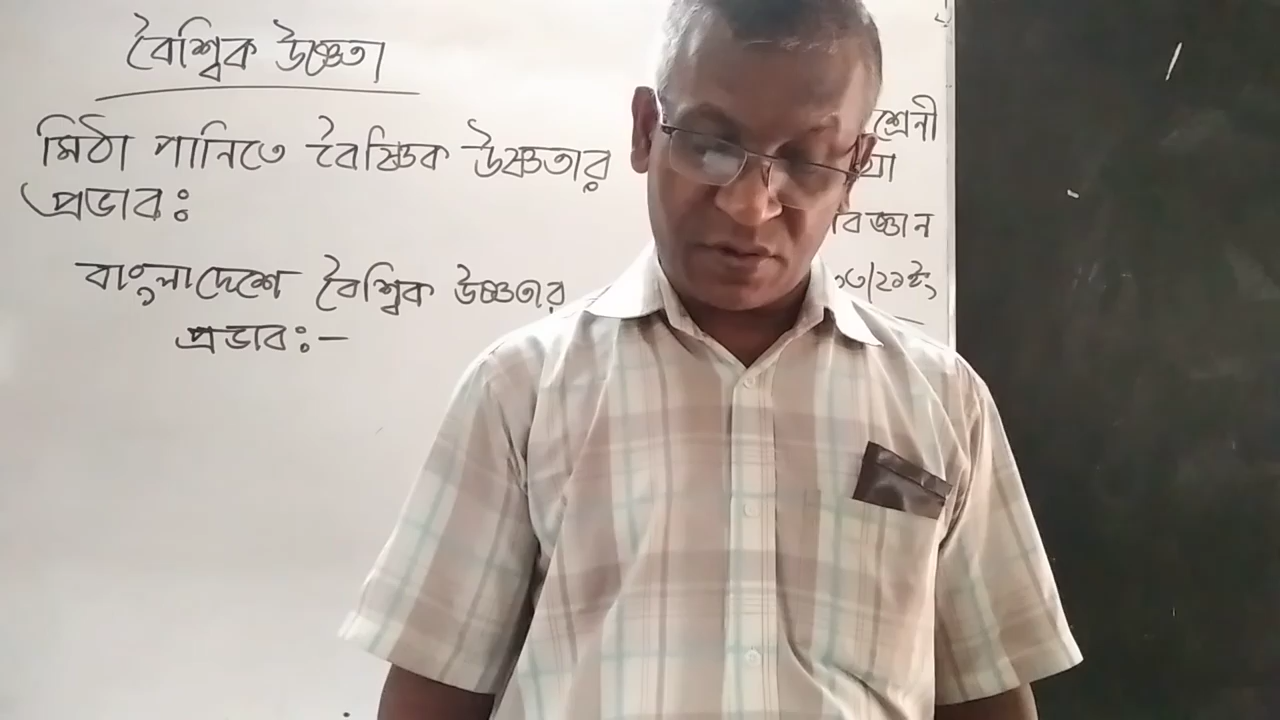 বৈশ্বিক উষ্ণতা
মিঠা পানিতে বৈষ্ণিক উষ্ণতার
প্রভাবঃ
বাংলাদেশে বৈশ্বিক উষ্ণতার
প্রভাবঃ-
শ্রেনী
বিজ্ঞান